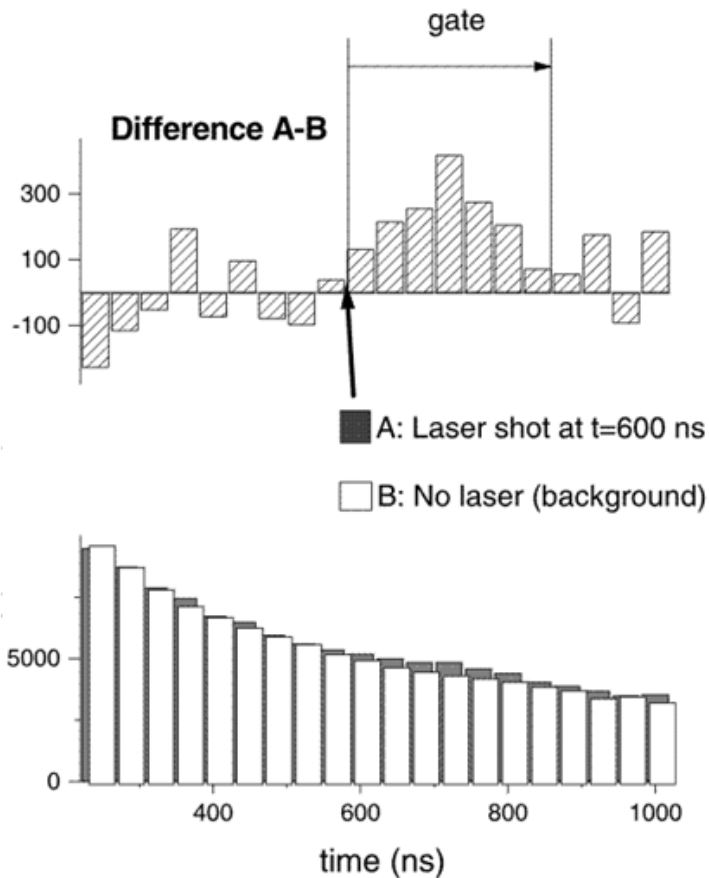 gate
Difference A-B
300
100
-100
A: Laser shot at t=600 ns
B: No laser (background)
5000
0
400 600 800 1000
time (ns)